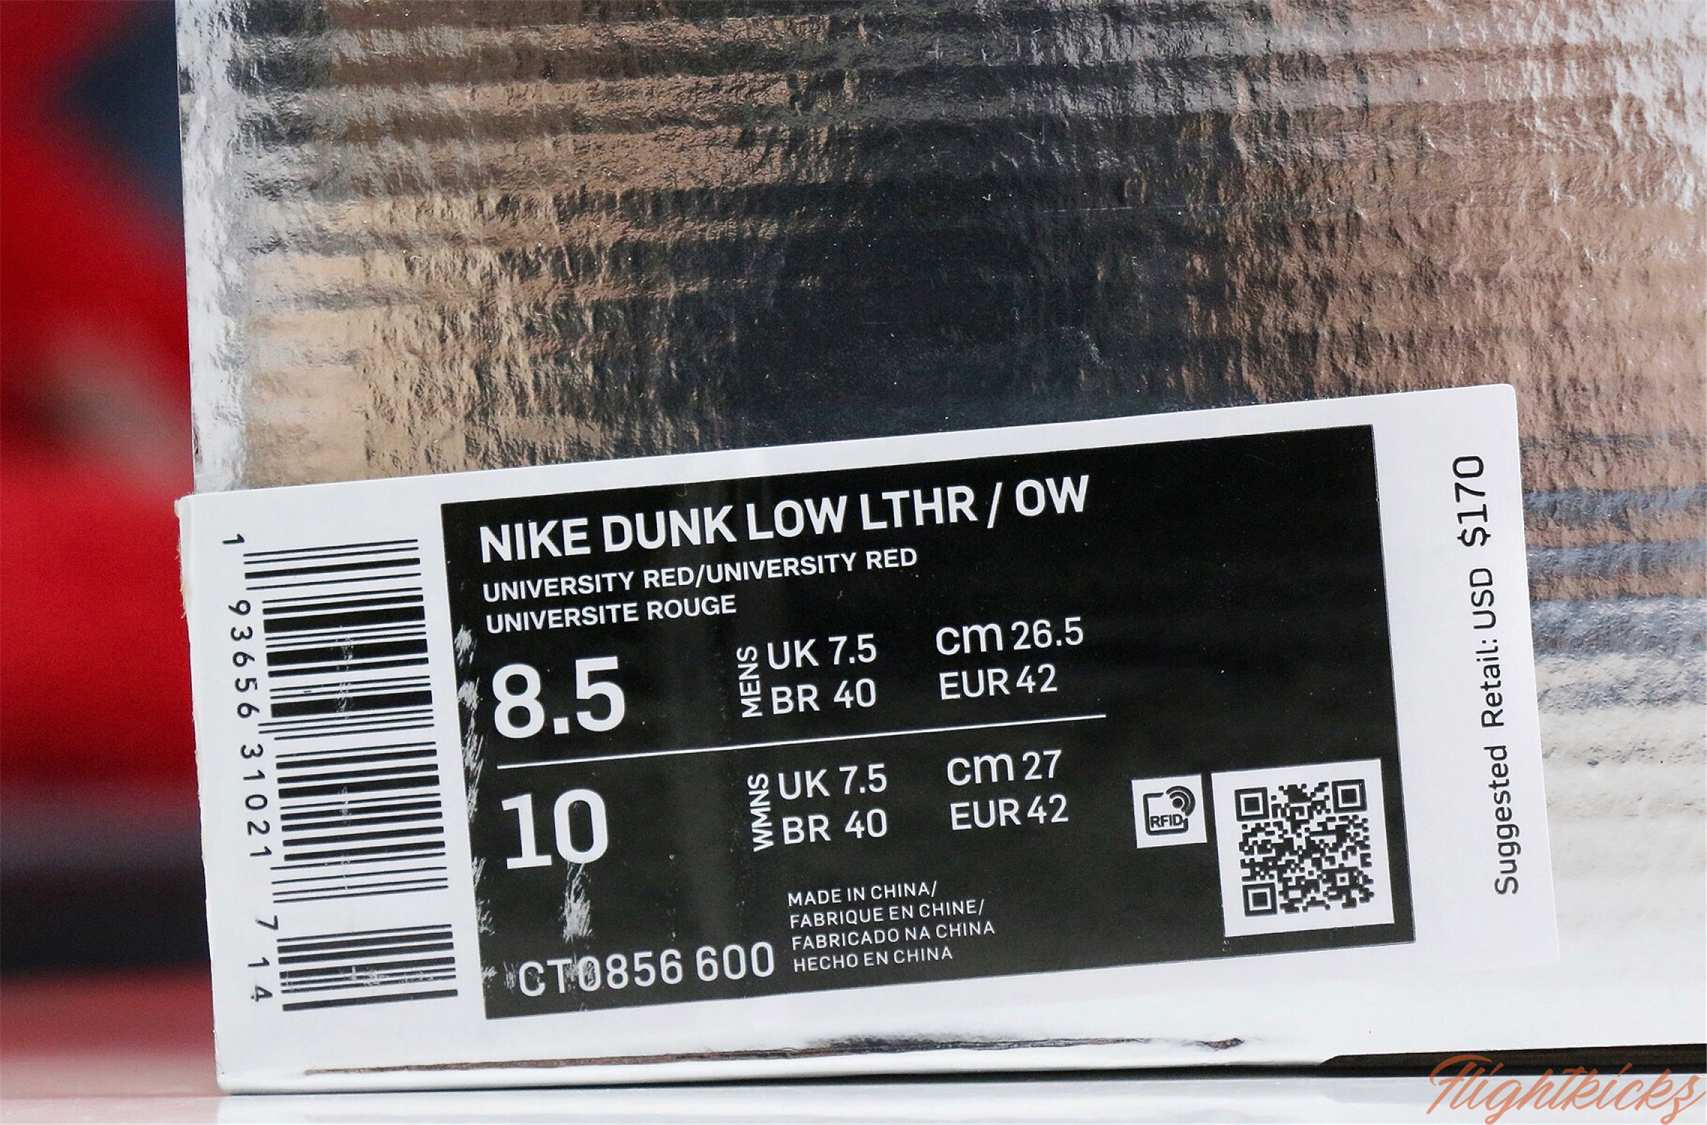 NIKE DUNK LOW LTHR / OW
UNIVERSITY RED/UNIVERSITY RED
UNIVERSITE ROUGE
8.5
MENS
UK 7.5
BR 40
cm 26.5
EUR 42
10
WMNS
UK 7.5
BR 40
cm 27
EUR 42
RFID
MADE IN CHINA/
FABRIQUE EN CHINE/
FABRICADO NA CHINA
HECHO EN CHINA
CT0856 600
1 93656 31021 7 14
Suggested Retail: USD $170
Flightkickz